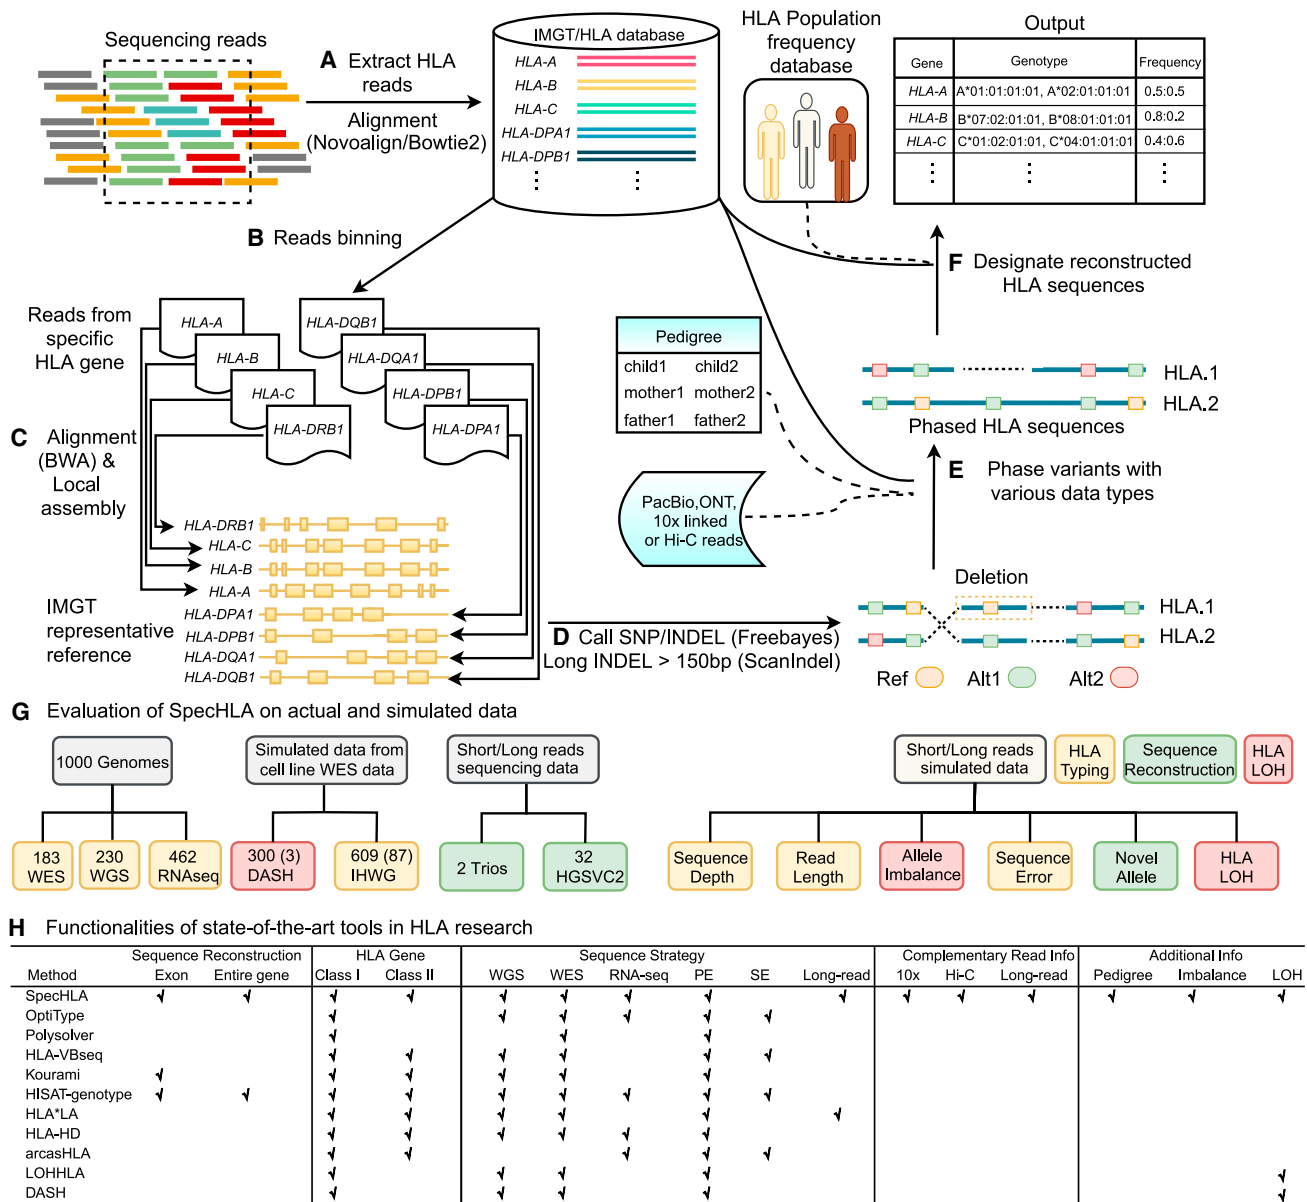 Sequencing reads
A Extract HLA
reads
Alignment
(Novoalign/Bowtie2)
IMGT/HLA database
HLA-A
HLA-B
HLA-C
HLA-DPA1
HLA-DPB1
HLA Population
frequency
database
Output
Gene Genotype Frequency
HLA-A A*01:01:01:01, A*02:01:01:01 0.5:0.5
HLA-B B*07:02:01:01, B*08:01:01:01 0.8:0.2
HLA-C C*01:02:01:01, C*04:01:01:01 0.4:0.6
B Reads binning
Reads from
specific
HLA gene
HLA-A
HLA-B
HLA-C
HLA-DRB1
HLA-DQB1
HLA-DQA1
HLA-DPB1
HLA-DPA1
C Alignment
(BWA) &
Local
assembly
HLA-DRB1
HLA-C
HLA-B
HLA-A
HLA-DPA1
HLA-DPB1
HLA-DQA1
HLA-DQB1
IMGT
representative
reference
D Call SNP/INDEL (Freebayes)
Long INDEL > 150bp (ScanIndel)
Pedigree
child1 child2
mother1 mother2
father1 father2
PacBio,ONT,
10x linked
or Hi-C reads
F Designate reconstructed
HLA sequences
HLA.1
HLA.2
Phased HLA sequences
E Phase variants with
various data types
Deletion
HLA.1
HLA.2
Ref Alt1 Alt2
G Evaluation of SpecHLA on actual and simulated data
1000 Genomes
183
WES
230
WGS
462
RNAseq
Simulated data from
cell line WES data
300 (3)
DASH
609 (87)
IHWG
Short/Long reads
sequencing data
2 Trios
32
HGSVC2
Short/Long reads
simulated data
HLA
Typing
Sequence
Reconstruction
HLA
LOH
Sequence
Depth
Read
Length
Allele
Imbalance
Sequence
Error
Novel
Allele
HLA
LOH
H Functionalities of state-of-the-art tools in HLA research
Sequence Reconstruction HLA Gene Sequence Strategy Complementary Read Info Additional Info
Method Exon Entire gene Class I Class II WGS WES RNA-seq PE SE Long-read 10x Hi-C Long-read Pedigree Imbalance LOH
SpecHLA √ √ √ √ √ √ √ √ √ √ √ √ √ √ √
OptiType √ √ √ √ √ √
Polysolver √ √ √
HLA-VBseq √ √ √ √ √ √
Kourami √ √ √ √ √ √
HISAT-genotype √ √ √ √ √ √ √ √ √
HLA*LA √ √ √ √ √ √
HLA-HD √ √ √ √ √ √
arcasHLA √ √ √ √ √
LOHHLA √ √ √ √ √
DASH √ √ √ √ √